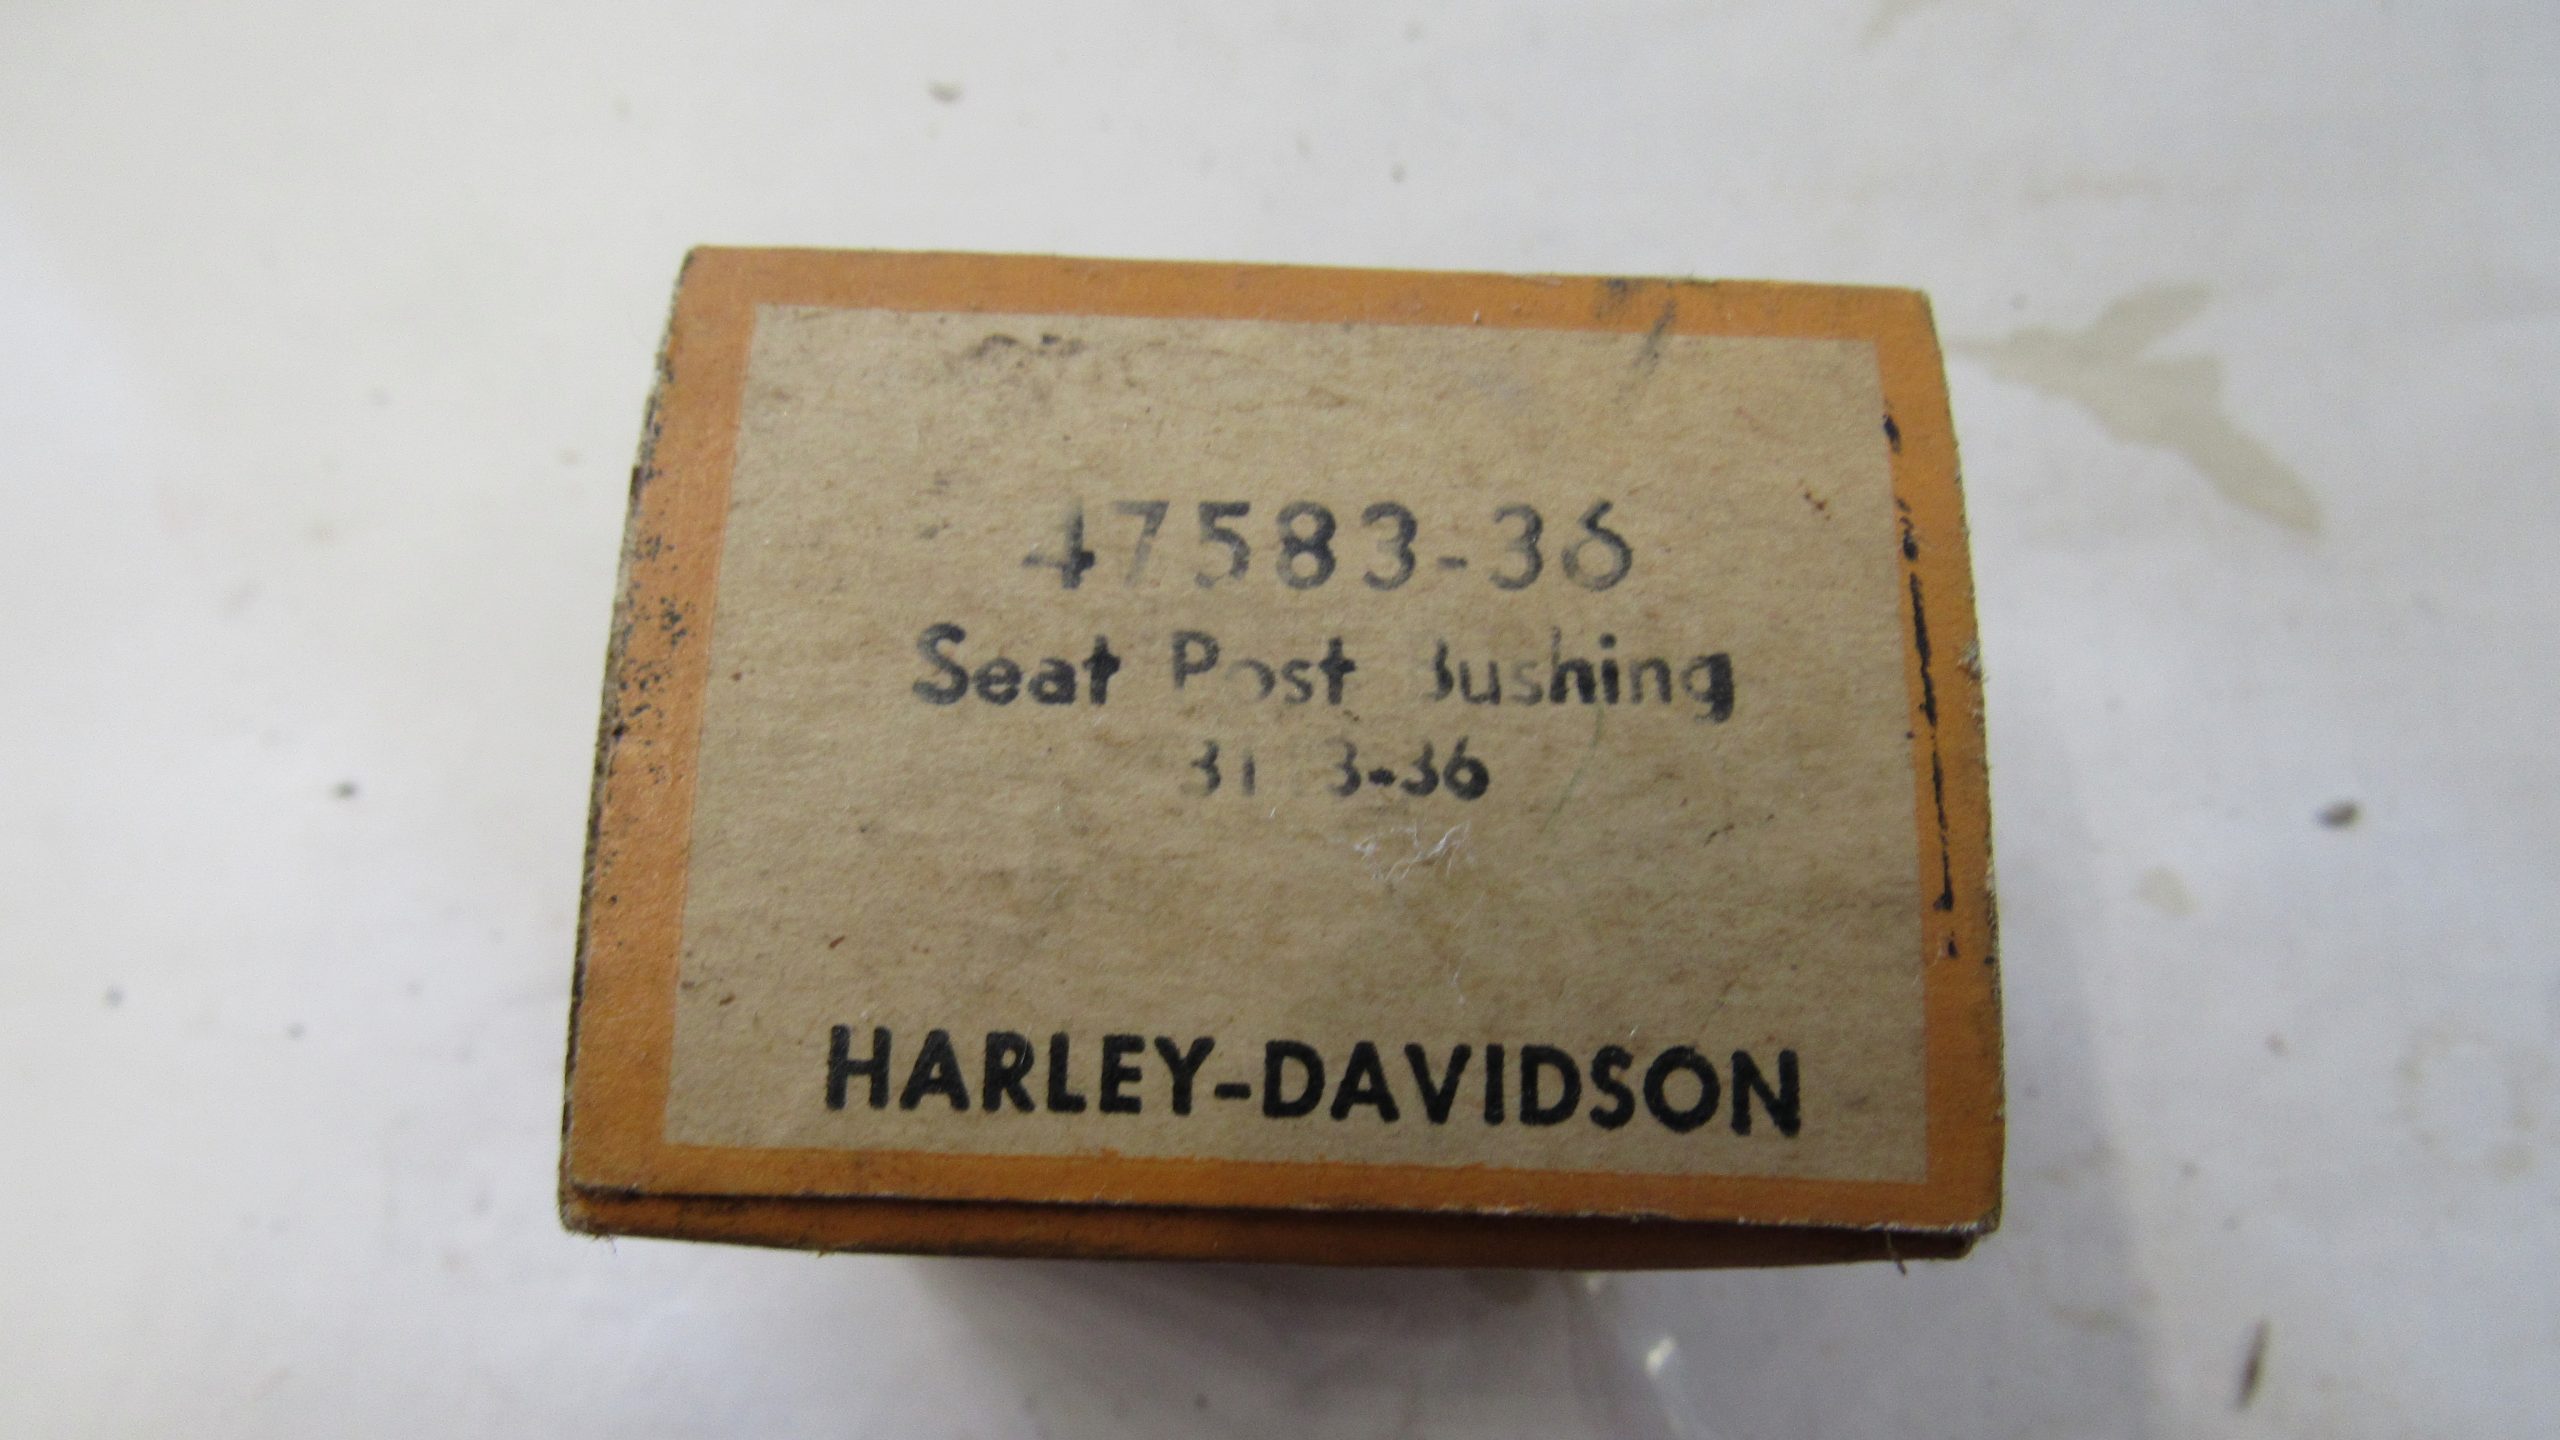 47583-36
Seat Post Bushing
HARLEY-DAVIDSON